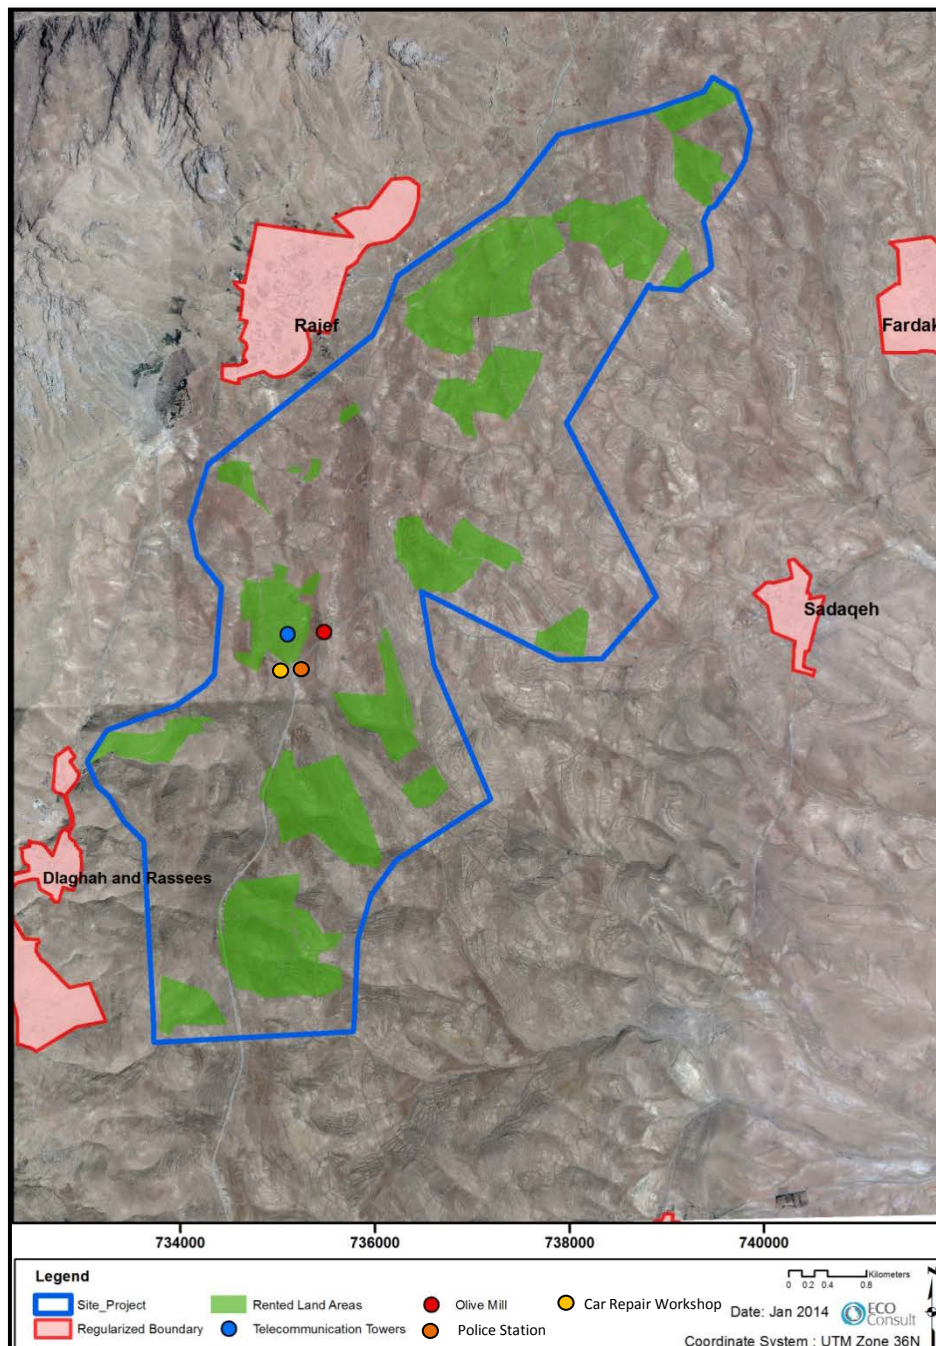 Rajef
Fardak
Sadaqeh
Dlaghah and Rassees
734000 736000 738000 740000
Legend
Site_Project
Rented Land Areas
Olive Mill
Car Repair Workshop
Regularized Boundary
Telecommunication Towers
Police Station
Kilometers
0 0.2 0.4 0.8
N
Date: Jan 2014
ECO
Consult
Coordinate System : UTM Zone 36N